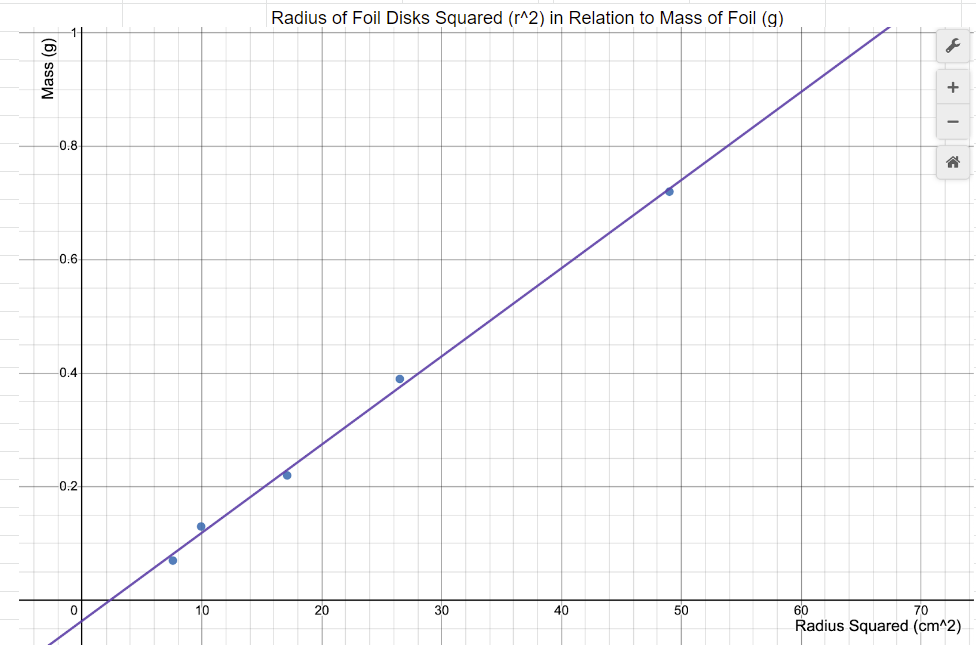 Radius of Foil Disks Squared (r^2) in Relation to Mass of Foil (g)
Mass (g)
1
0.8
0.6
0.4
0.2
0 10 20 30 40 50 60 70
Radius Squared (cm^2)